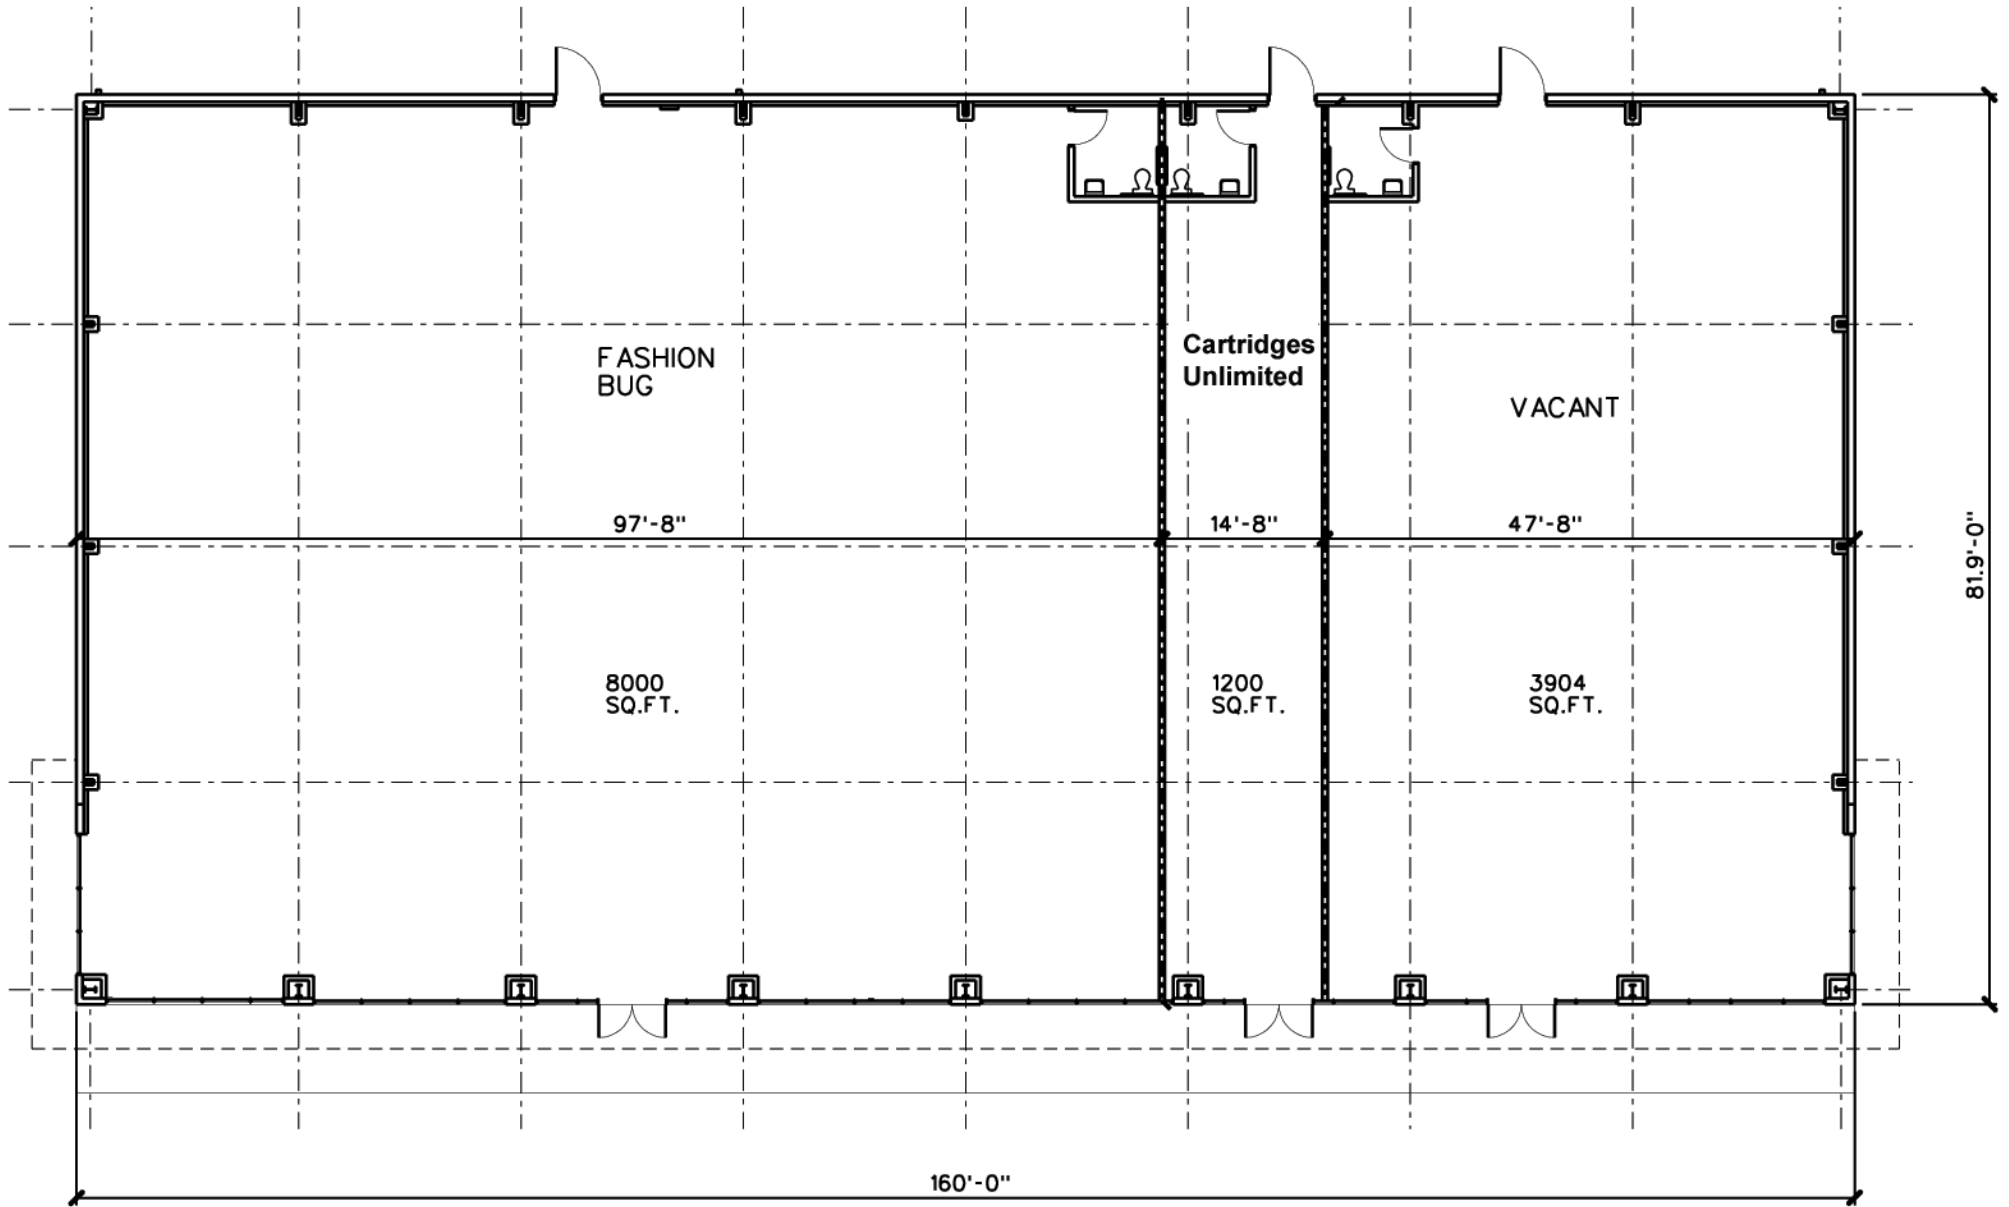 FASHION
BUG
Cartridges
Unlimited
VACANT
97'-8"
14'-8"
47'-8"
81.9'-0"
8000
SQ.FT.
1200
SQ.FT.
3904
SQ.FT.
160'-0"